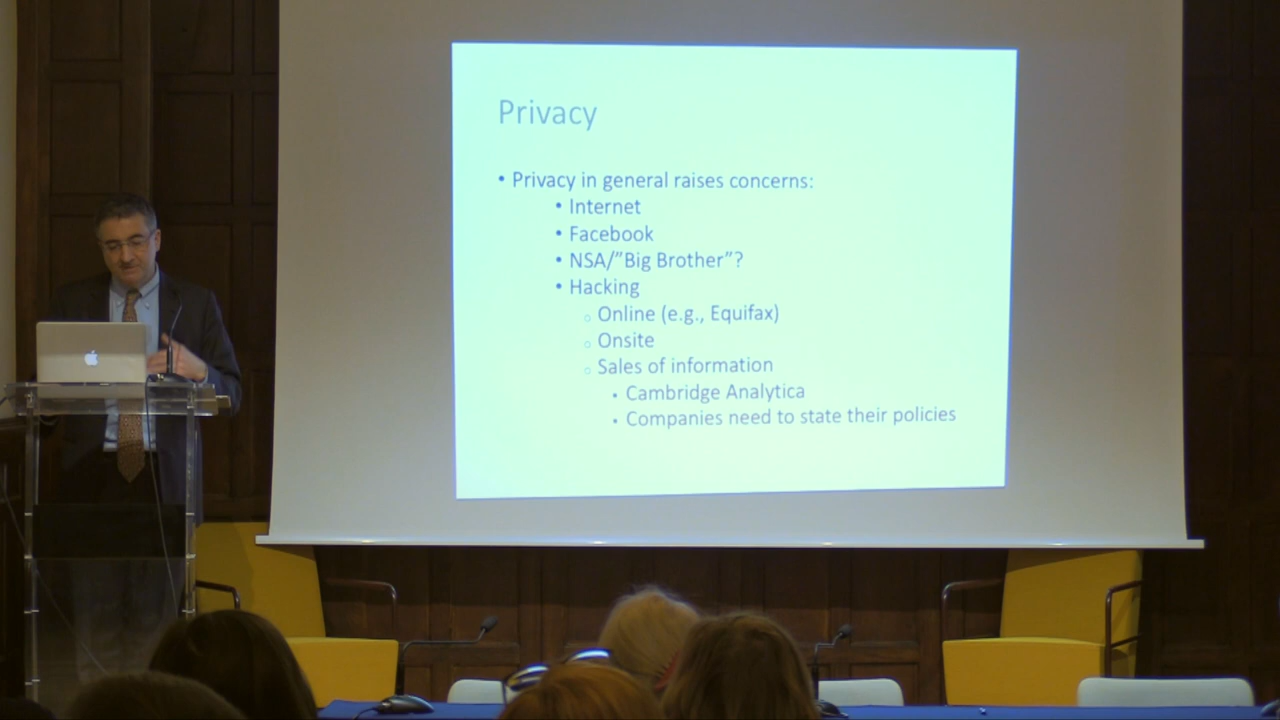 Privacy
• Privacy in general raises concerns:
• Internet
• Facebook
• NSA/”Big Brother”?
• Hacking
○ Online (e.g., Equifax)
○ Onsite
○ Sales of information
▪ Cambridge Analytica
▪ Companies need to state their policies